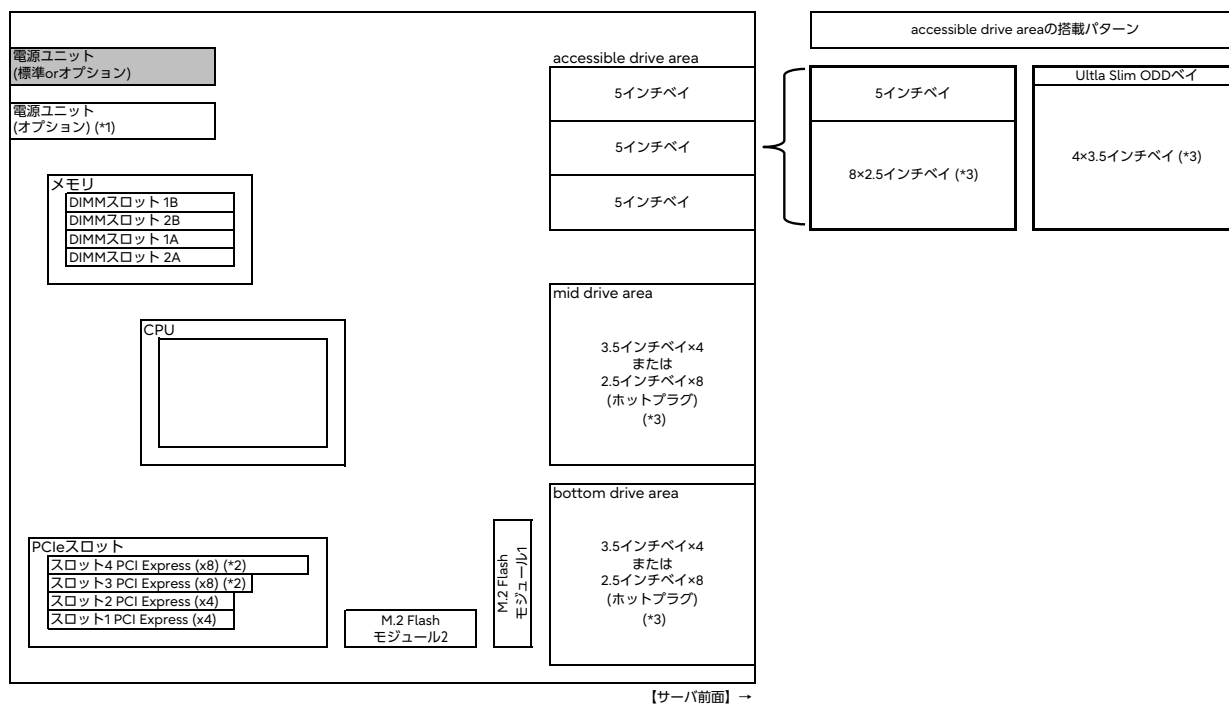 電源ユニット
(標準orオプション)
電源ユニット
(オプション) (*1)
メモリ
DIMMスロット 1B
DIMMスロット 2B
DIMMスロット 1A
DIMMスロット 2A
CPU
PCIeスロット
スロット4 PCI Express (x8) (*2)
スロット3 PCI Express (x8) (*2)
スロット2 PCI Express (x4)
スロット1 PCI Express (x4)
M.2 Flash
モジュール2
M.2 Flash
モジュール1
accessible drive area
5インチベイ
5インチベイ
5インチベイ
mid drive area
3.5インチベイ×4
または
2.5インチベイ×8
(ホットプラグ)
(*3)
bottom drive area
3.5インチベイ×4
または
2.5インチベイ×8
(ホットプラグ)
(*3)
【サーバ前面】→
accessible drive areaの搭載パターン
5インチベイ
8×2.5インチベイ (*3)
Ultla Slim ODDベイ
4×3.5インチベイ (*3)